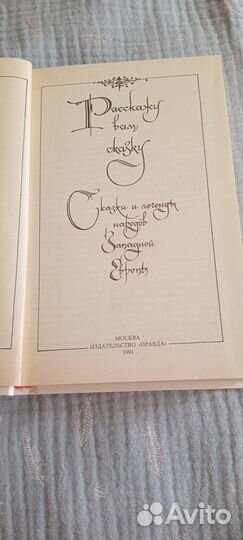 Расскажу
вам
сказку
Сказки и легенды
народов
Западной
Европы
МОСКВА
ИЗДАТЕЛЬСТВО «ПРАВДА»
1991
Avito